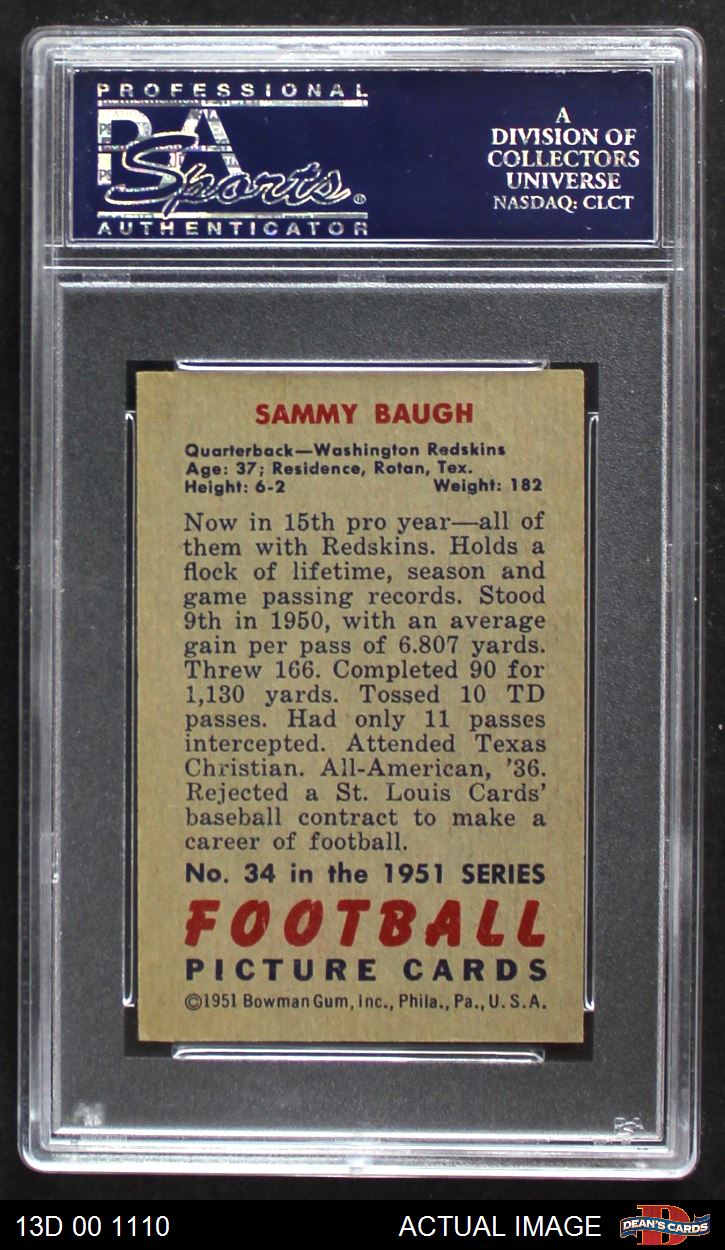 PROFESSIONAL
PSA
Sports®
AUTHENTICATOR
A
DIVISION OF
COLLECTORS
UNIVERSE
NASDAQ: CLCT
SAMMY BAUGH
Quarterback—Washington Redskins
Age: 37; Residence, Rotan, Tex.
Height: 6-2 Weight: 182
Now in 15th pro year—all of
them with Redskins. Holds a
flock of lifetime, season and
game passing records. Stood
9th in 1950, with an average
gain per pass of 6.807 yards.
Threw 166. Completed 90 for
1,130 yards. Tossed 10 TD
passes. Had only 11 passes
intercepted. Attended Texas
Christian. All-American, '36.
Rejected a St. Louis Cards'
baseball contract to make a
career of football.
No. 34 in the 1951 SERIES
FOOTBALL
PICTURE CARDS
©1951 Bowman Gum, Inc., Phila., Pa., U.S.A.
PSA
13D 00 1110 ACTUAL IMAGE
D
DEAN'S CARDS